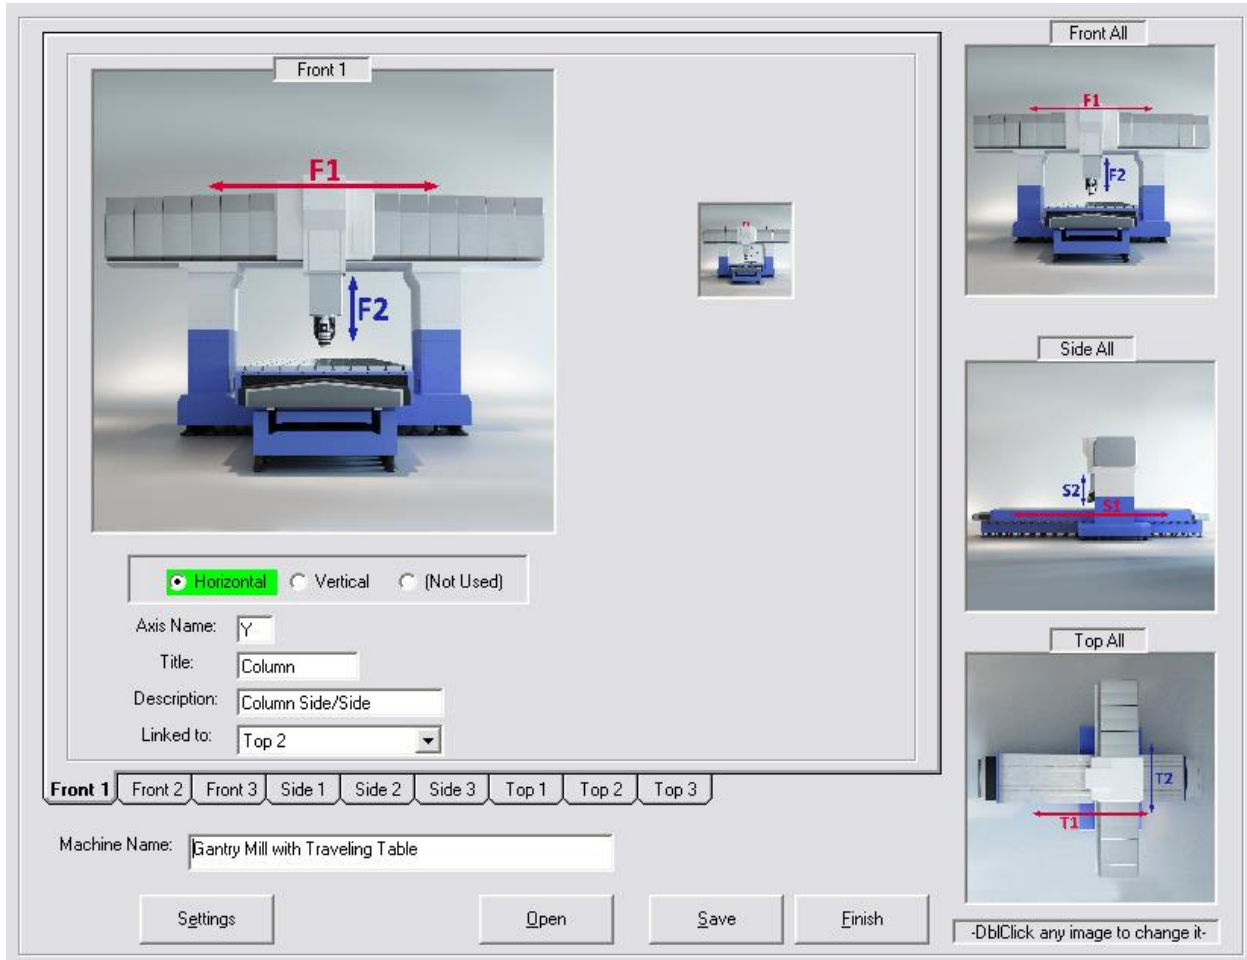 Front 1
F1
F2
Horizontal
Vertical
(Not Used)
Axis Name:
Y
Title:
Column
Description:
Column Side/Side
Linked to:
Top 2
Front 1
Front 2
Front 3
Side 1
Side 2
Side 3
Top 1
Top 2
Top 3
Machine Name:
Gantry Mill with Traveling Table
Settings
Open
Save
Finish
Front All
F1
F2
Side All
S2
S1
Top All
T2
T1
-DblClick any image to change it-